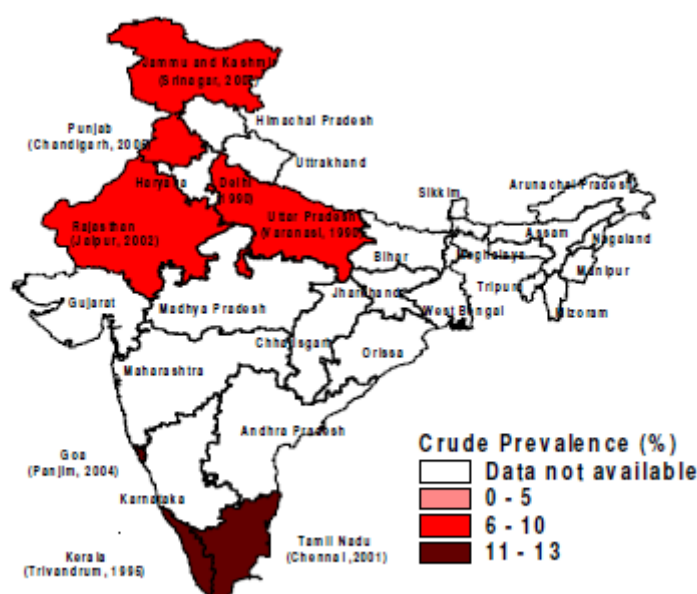 Jammu and Kashmir
(Srinagar, 200
Himachal Pradesh
Punjab
(Chandigarh, 200
Uttrakhand
Haryana
Delhi
(1990)
Sikkim
Arunachal Pradesh
Rajasthan
(Jaipur, 2002)
Uttar Pradesh
(Varanasi, 199
Assam
Nagaland
Bihar
Meghalaya
Manipur
Gujarat
Madhya Pradesh
Jharkhand
Tripura
West Bengal
Mizoram
Chhatisgarh
Orissa
Maharashtra
Andhra Pradesh
Goa
(Panjim, 2004)
Karnataka
Tamil Nadu
(Chennai, 2001)
Kerala
(Trivandrum, 1995)
Crude Prevalence (%)
Data not available
0 - 5
6 - 10
11 - 13